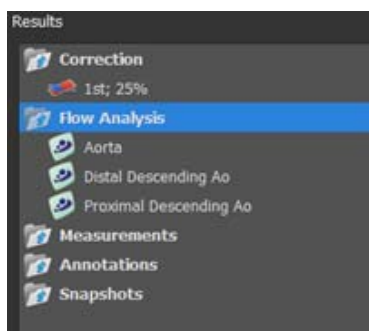 Results
Correction
1st; 25%
Flow Analysis
Aorta
Distal Descending Ao
Proximal Descending Ao
Measurements
Annotations
Snapshots